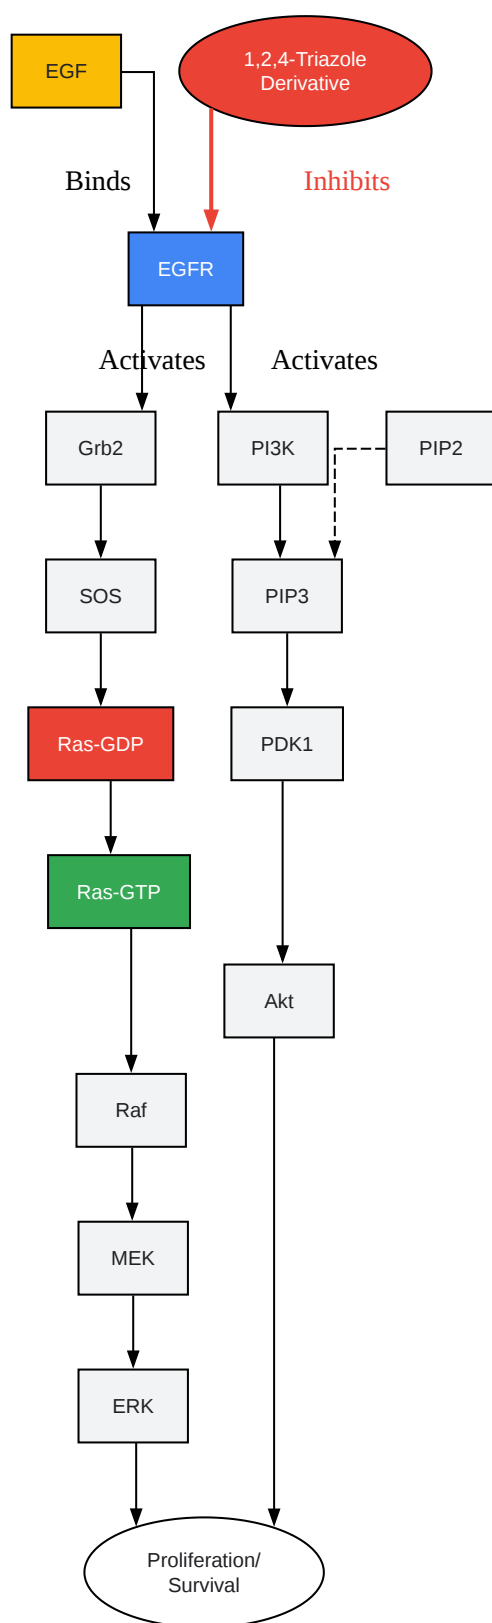 EGF
1,2,4-Triazole
Derivative
Binds
Inhibits
EGFR
Activates
Activates
Grb2
PI3K
PIP2
SOS
PIP3
Ras-GDP
PDK1
Ras-GTP
Akt
Raf
MEK
ERK
Proliferation/
Survival